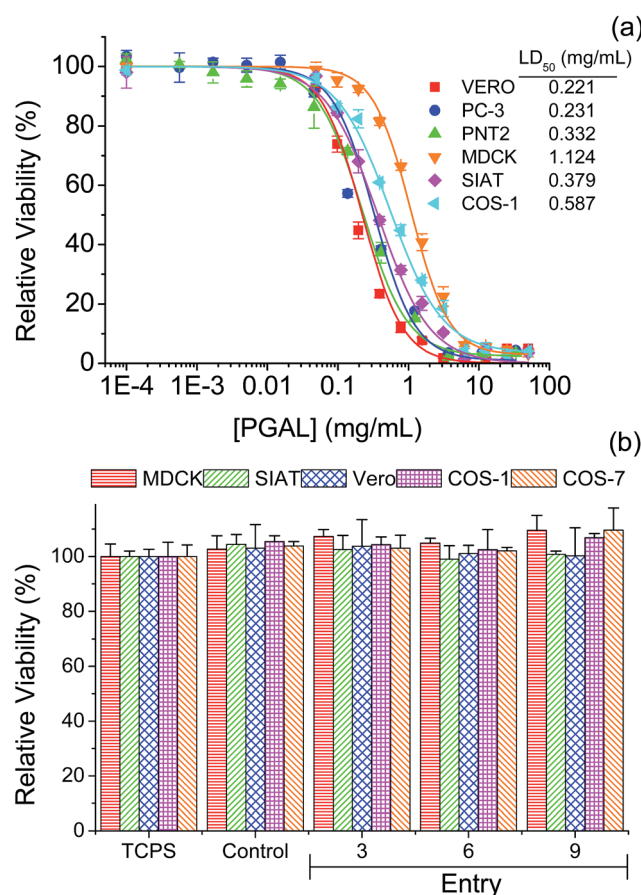 (a)
LD50 (mg/mL)
VERO 0.221
PC-3 0.231
PNT2 0.332
MDCK 1.124
SIAT 0.379
COS-1 0.587
100
80
60
40
20
0
Relative Viability (%)
1E-4 1E-3 0.01 0.1 1 10 100
[PGAL] (mg/mL)
(b)
MDCK SIAT Vero COS-1 COS-7
100
80
60
40
20
0
Relative Viability (%)
TCPS Control 3 6 9
Entry